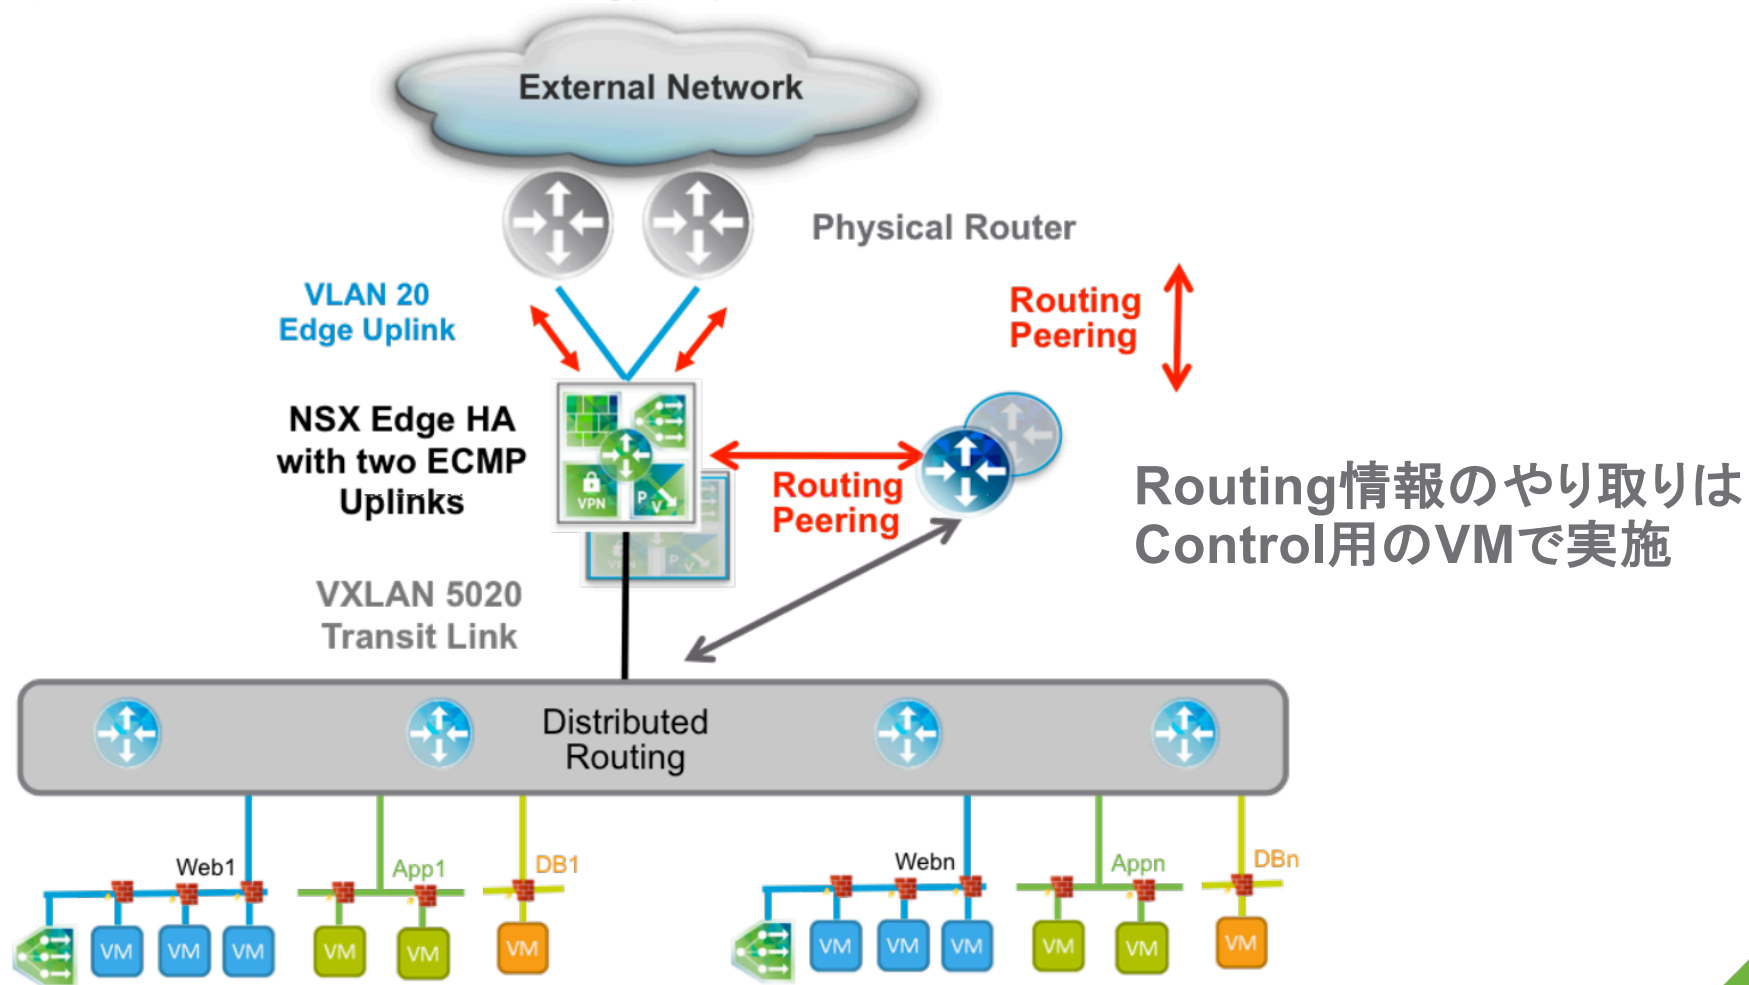 External Network
Physical Router
VLAN 20
Edge Uplink
Routing
Peering
NSX Edge HA
with two ECMP
Uplinks
VPN
P
V
Routing
Peering
Routing情報のやり取りは
Control用のVMで実施
VXLAN 5020
Transit Link
Distributed
Routing
Web1
App1
DB1
Webn
Appn
DBn
VM
VM
VM
VM
VM
VM
VM
VM
VM
VM
VM
VM